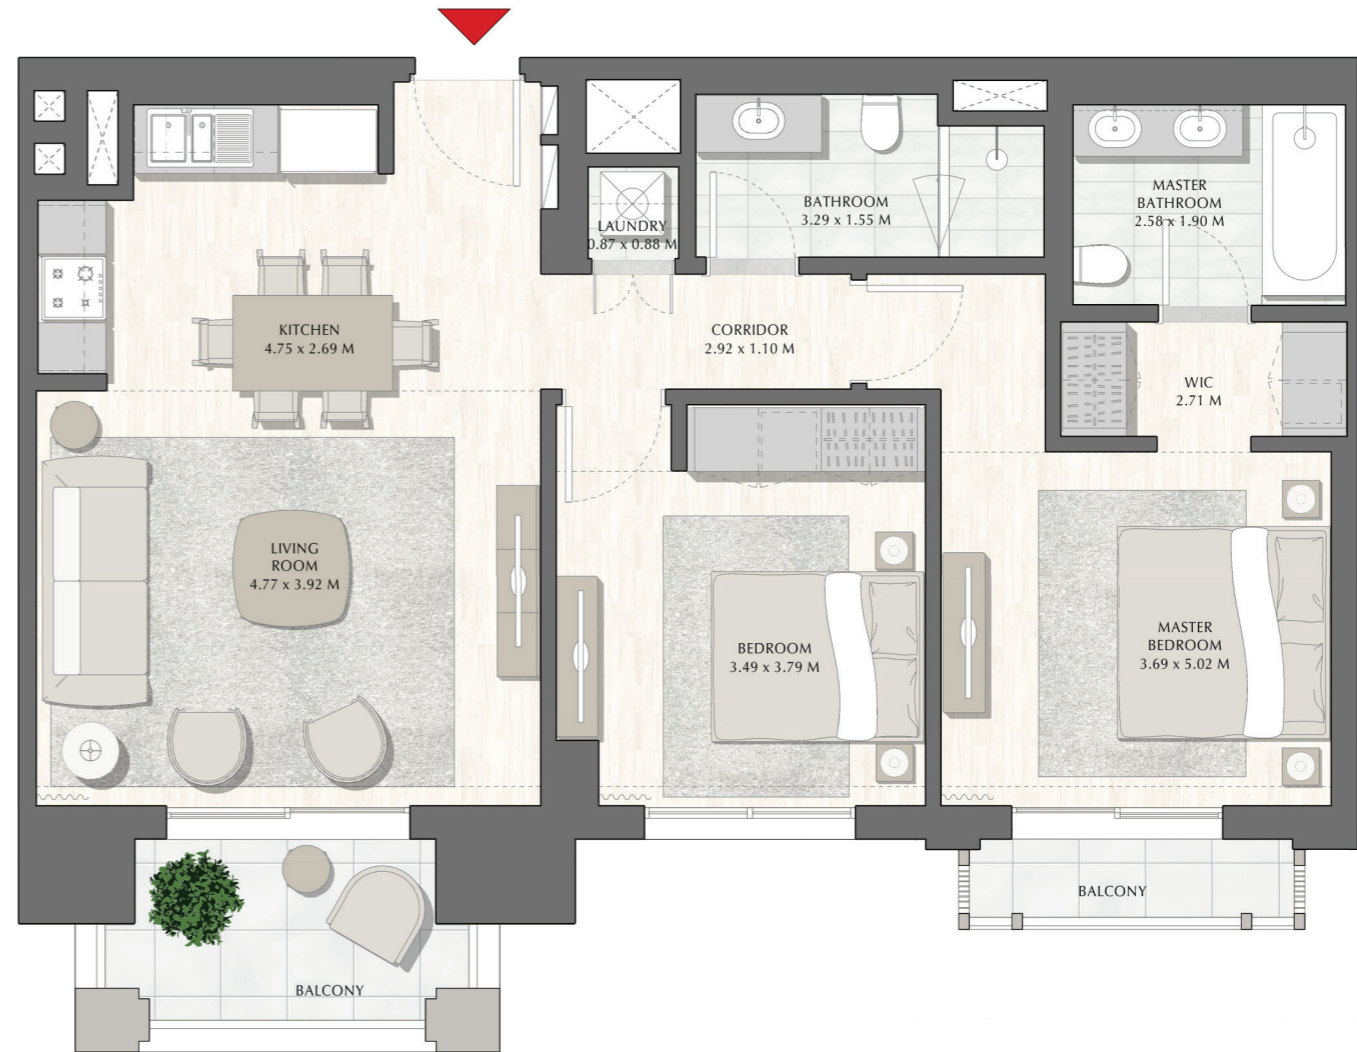 BATHROOM
3.29 x 1.55 M
MASTER
BATHROOM
2.58 x 1.90 M
LAUNDRY
0.87 x 0.88 M
KITCHEN
4.75 x 2.69 M
CORRIDOR
2.92 x 1.10 M
WIC
2.71 M
LIVING
ROOM
4.77 x 3.92 M
BEDROOM
3.49 x 3.79 M
MASTER
BEDROOM
3.69 x 5.02 M
BALCONY
BALCONY